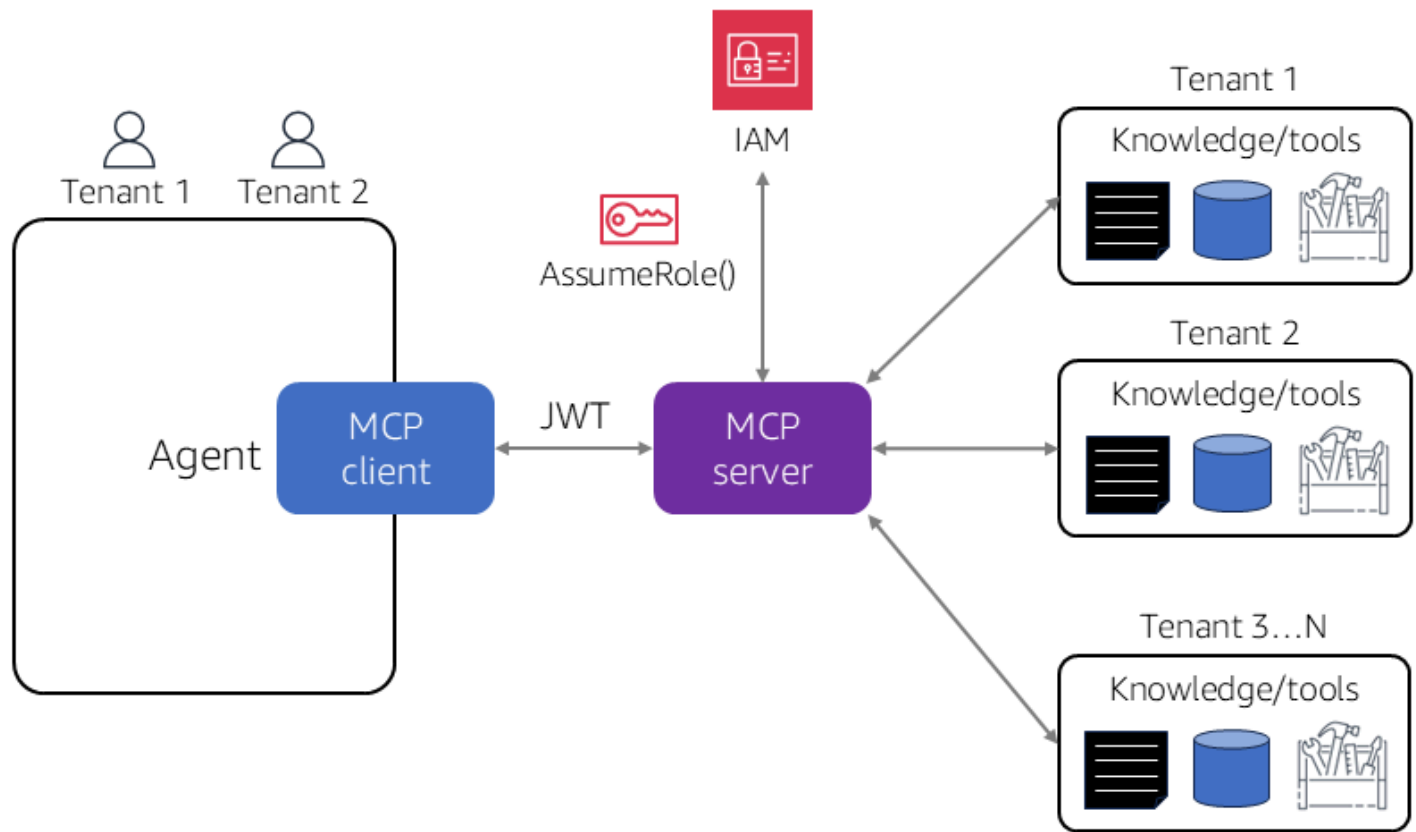 IAM
Tenant 1
Tenant 2
AssumeRole()
Agent
MCP
client
JWT
MCP
server
Tenant 1
Knowledge/tools
Tenant 2
Knowledge/tools
Tenant 3...N
Knowledge/tools